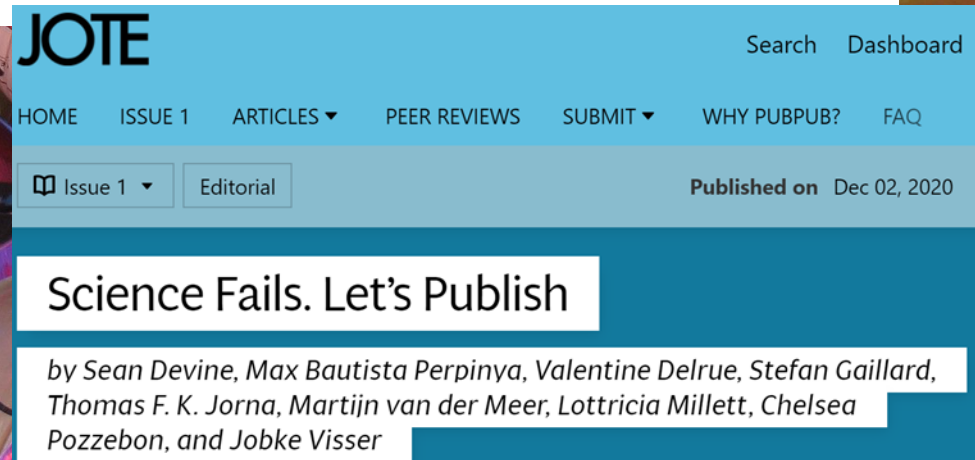 JOTE
Search Dashboard
HOME ISSUE 1 ARTICLES PEER REVIEWS SUBMIT WHY PUBPUB? FAQ
Issue 1 Editorial Published on Dec 02, 2020
Science Fails. Let's Publish
by Sean Devine, Max Bautista Perpinya, Valentine Delrue, Stefan Gaillard,
Thomas F. K. Jorna, Martijn van der Meer, Lottricia Millett, Chelsea
Pozzebon, and Jobke Visser